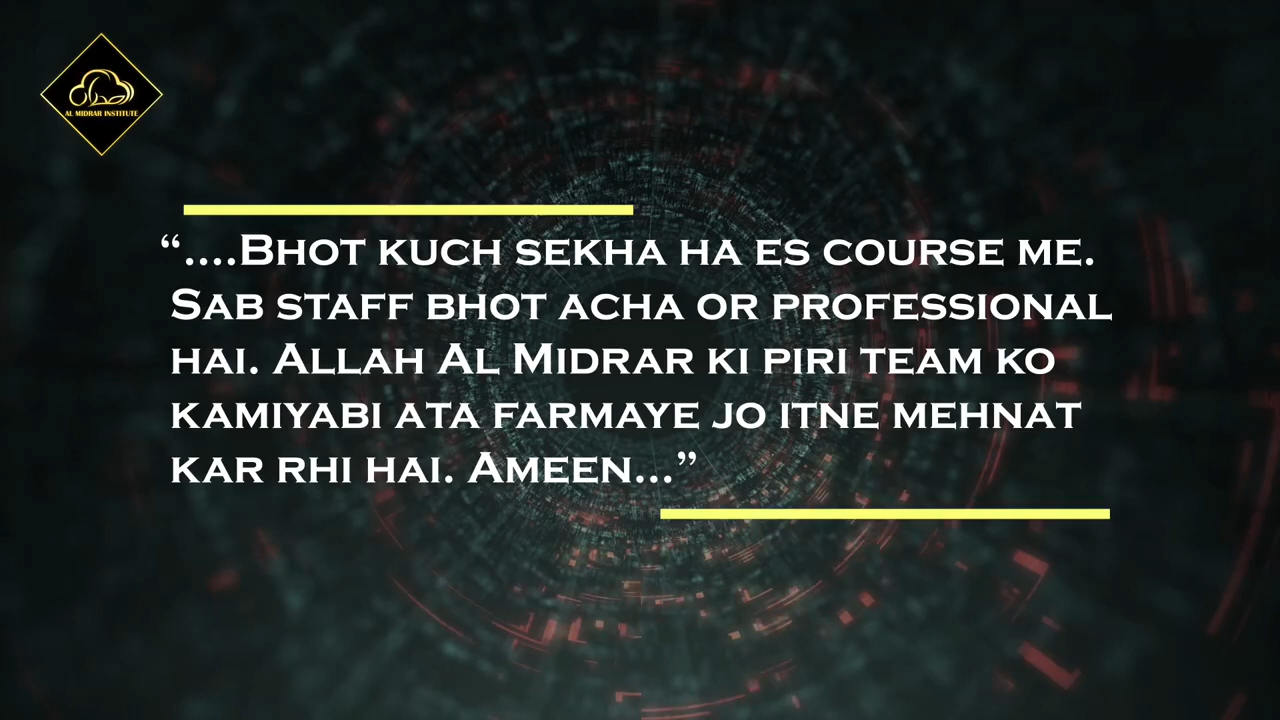 AL MIDRAR INSTITUTE
“....Bhot kuch sekha ha es course me.
Sab staff bhot acha or professional
hai. Allah Al Midrar ki piri team ko
kamiyabi ata farmaye jo itne mehnat
kar rhi hai. Ameen...”